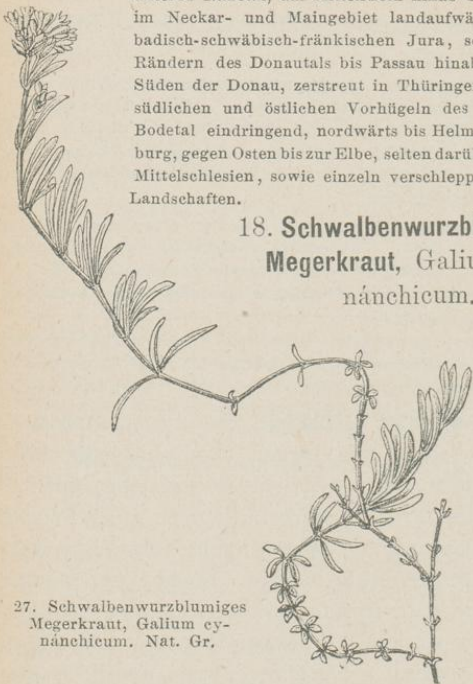 im Neckar- und Maingebiet landaufwä
badisch-schwäbisch-fränkischen Jura, s
Rändern des Donautals bis Passau hinab
Süden der Donau, zerstreut in Thüringe
südlichen und östlichen Vorhügeln des
Bodetal eindringend, nordwärts bis Helm
burg, gegen Osten bis zur Elbe, selten darü
Mittelschlesien, sowie einzeln verschlepp
Landschaften.
18. Schwalbenwurzb
Megerkraut, Galiu
nánchicum.
27. Schwalbenwurzblumiges
Megerkraut, Galium cy-
nánchicum. Nat. Gr.